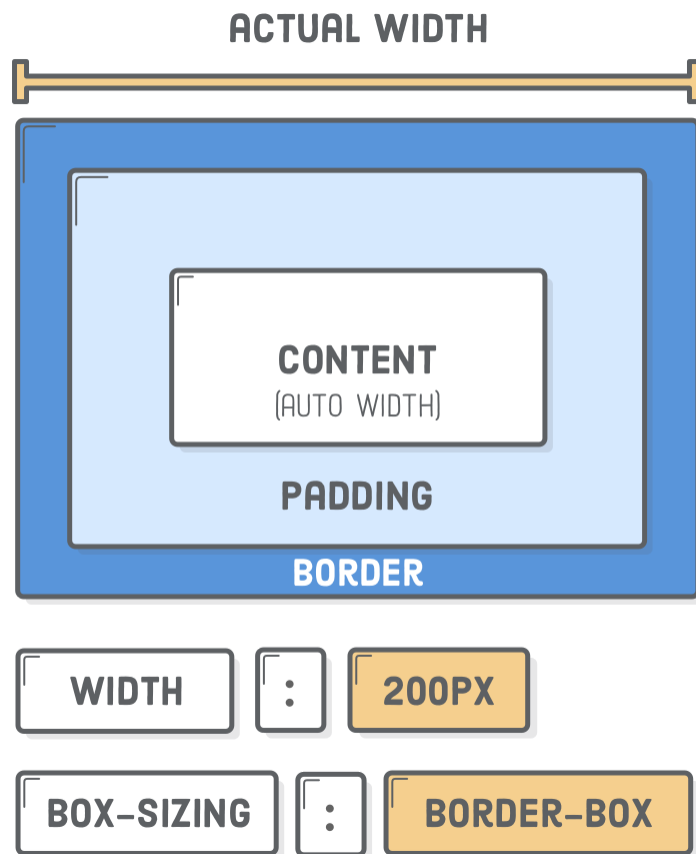 ACTUAL WIDTH
CONTENT
(AUTO WIDTH)
PADDING
BORDER
WIDTH : 200PX
BOX-SIZING : BORDER-BOX